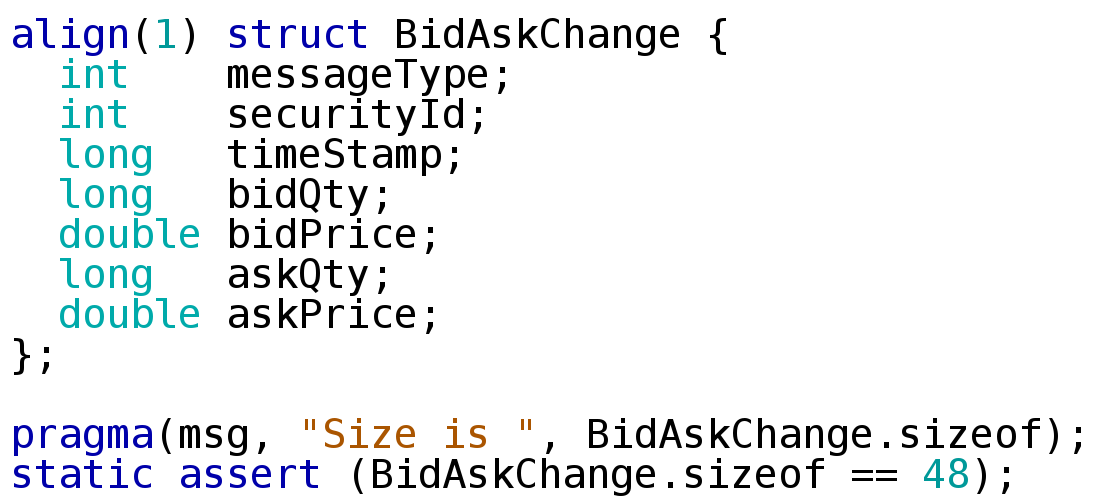 align(1) struct BidAskChange {
  int    messageType;
  int    securityId;
  long   timeStamp;
  long   bidQty;
  double bidPrice;
  long   askQty;
  double askPrice;
};

pragma(msg, "Size is ", BidAskChange.sizeof);
static assert (BidAskChange.sizeof == 48);